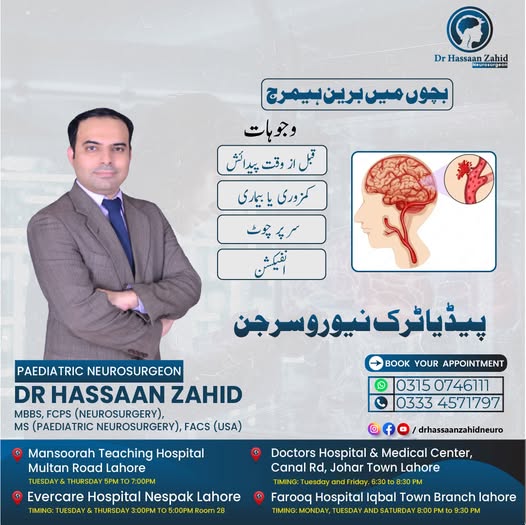 Dr Hassaan Zahid
Neurosurgeon
بچوں میں برین ہیمرج
وجوہات
قبل از وقت پیدائش
کمزوری یا بیماری
سر پر چوٹ
انفیکشن
پیڈیاٹرک نیوروسرجن
PAEDIATRIC NEUROSURGEON
DR HASSAAN ZAHID
MBBS, FCPS (NEUROSURGERY),
MS (PAEDIATRIC NEUROSURGERY), FACS (USA)
BOOK YOUR APPOINTMENT
0315 0746111
0333 4571797
/ drhassaanzahidneuro
Mansoorah Teaching Hospital
Multan Road Lahore
TUESDAY & THURSDAY 5PM TO 7:00PM
Doctors Hospital & Medical Center,
Canal Rd, Johar Town Lahore
TIMING: Tuesday and Friday. 6:30 to 8:30 PM
Evercare Hospital Nespak Lahore
TIMING: TUESDAY & THURSDAY 3:00PM TO 5:00PM Room 28
Farooq Hospital Iqbal Town Branch lahore
TIMING: MONDAY, TUESDAY AND SATURDAY 8:00 PM to 9:30 PM